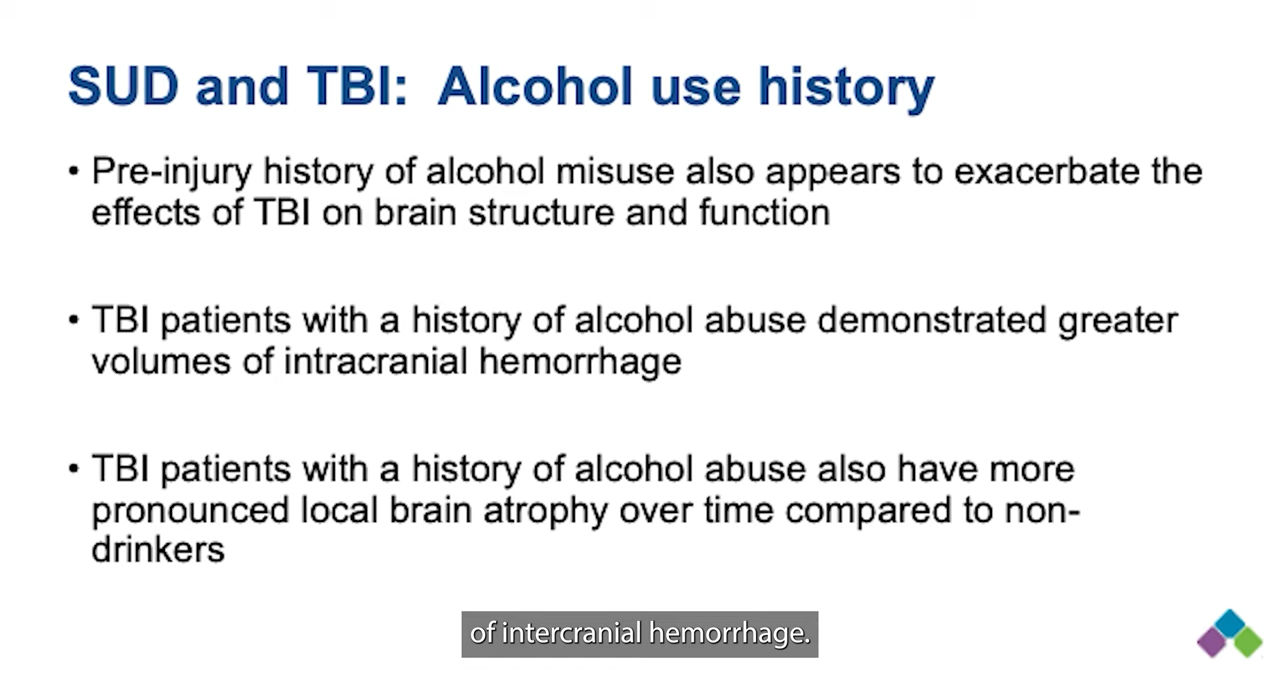 SUD and TBI:  Alcohol use history
• Pre-injury history of alcohol misuse also appears to exacerbate the
effects of TBI on brain structure and function
• TBI patients with a history of alcohol abuse demonstrated greater
volumes of intracranial hemorrhage
• TBI patients with a history of alcohol abuse also have more
pronounced local brain atrophy over time compared to non-
drinkers
of intercranial hemorrhage.